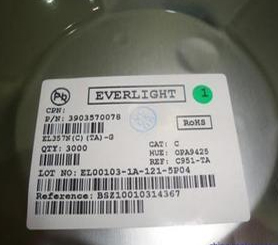 Pb EVERLIGHT 1
CPN:
P/N: 3903570078 RoHS
EL357N(C)(TA)-G
QTY: 3000 CAT: C
HUE: OPA9425
REF: C951-TA
LOT NO: EL00103-1A-121-5P04
Reference: BSZ10010314367